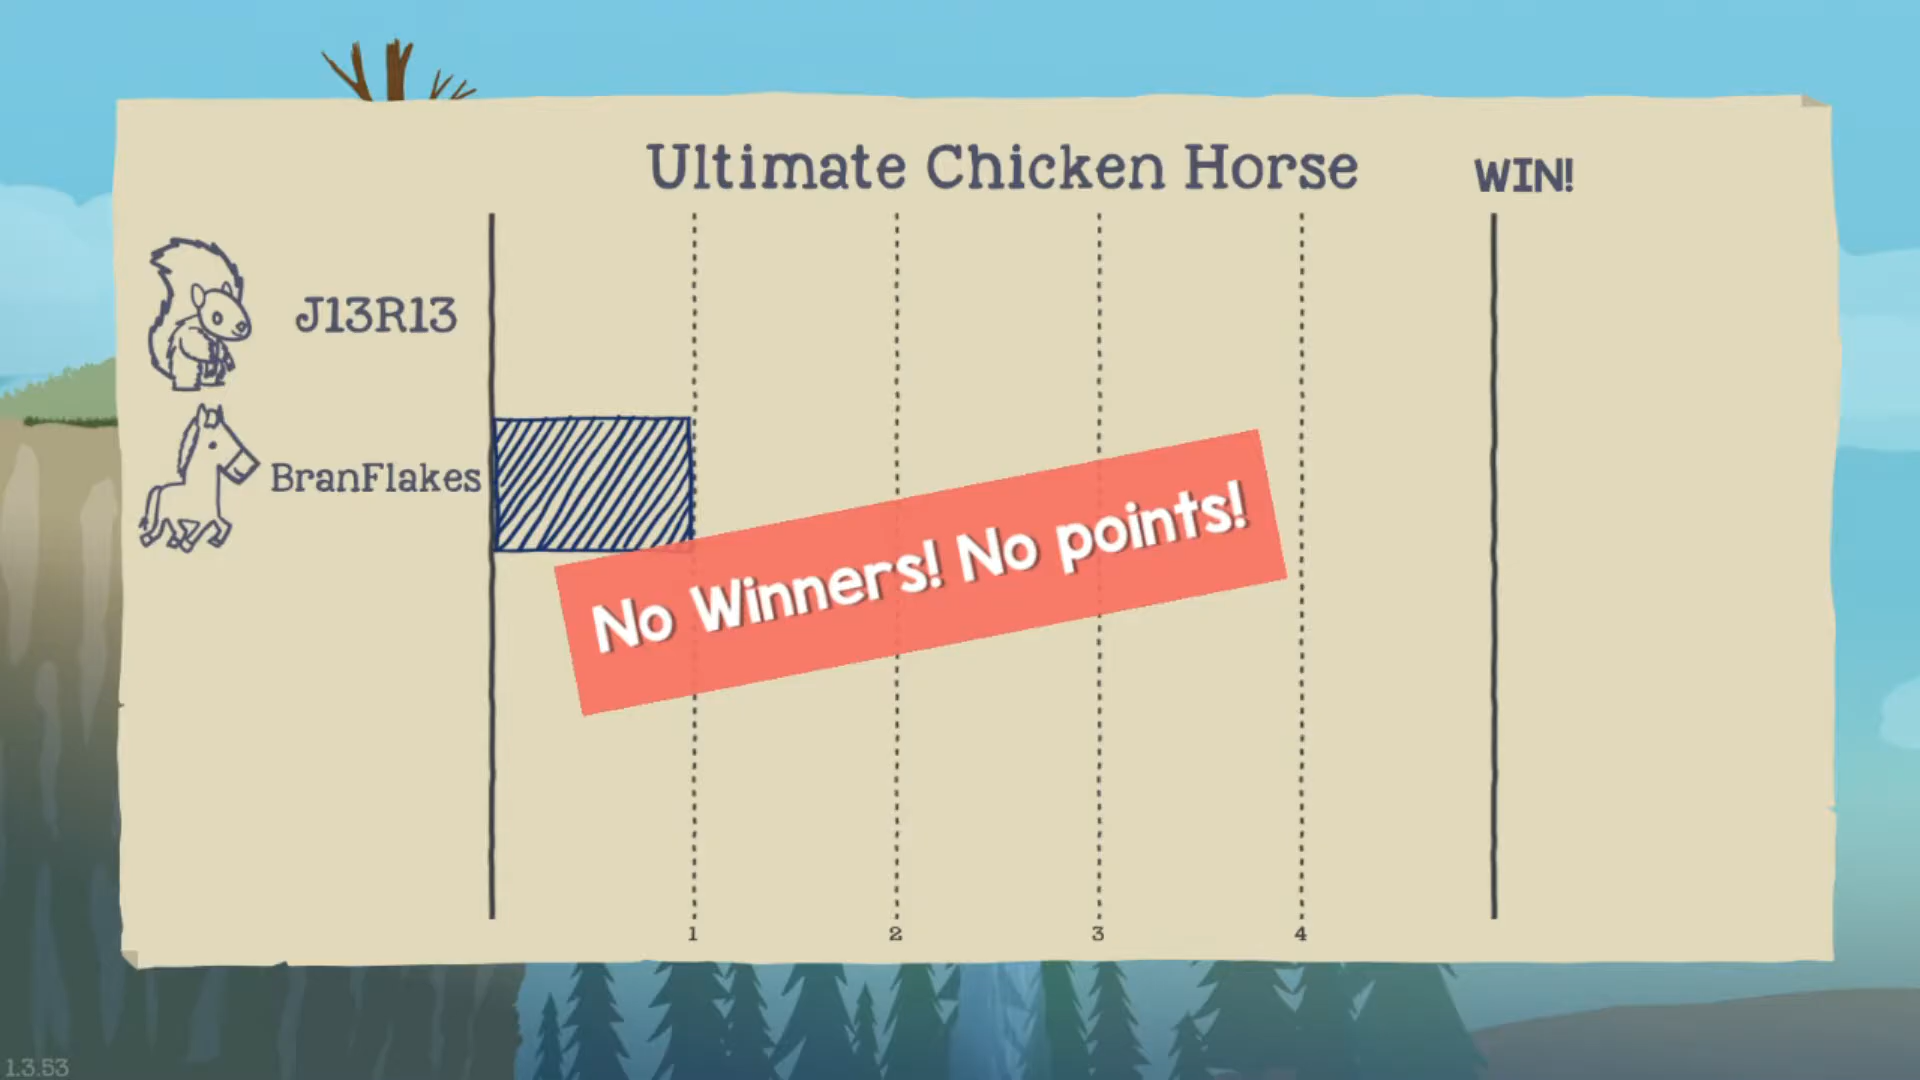 Ultimate Chicken Horse
WIN!
J13R13
BranFlakes
No Winners! No points!
1
2
3
4
1.3.53